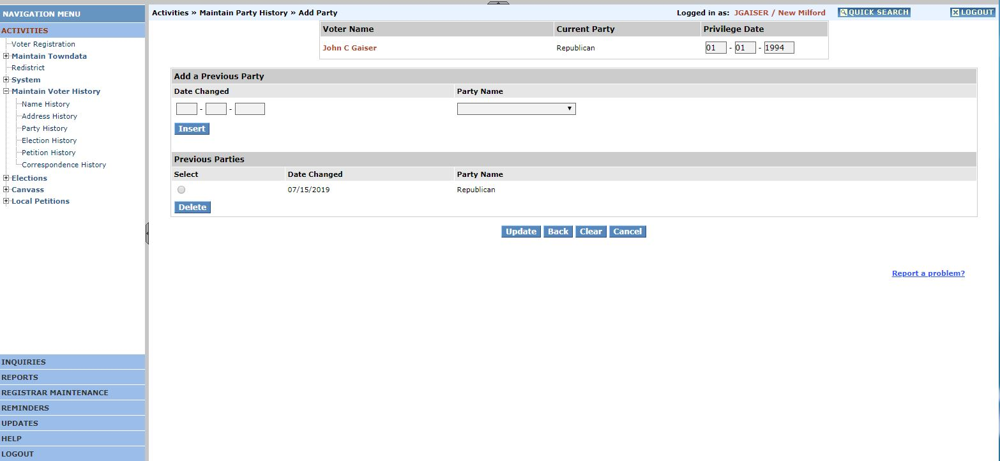 NAVIGATION MENU
Activities » Maintain Party History » Add Party
Logged in as: JGAISER / New Milford
QUICK SEARCH
LOGOUT
ACTIVITIES
Voter Registration
Maintain Towndata
Redistrict
System
Maintain Voter History
Name History
Address History
Party History
Election History
Petition History
Correspondence History
Elections
Canvass
Local Petitions
INQUIRIES
REPORTS
REGISTRAR MAINTENANCE
REMINDERS
UPDATES
HELP
LOGOUT
Voter Name Current Party Privilege Date
John C Gaiser Republican 01 - 01 - 1994
Add a Previous Party
Date Changed Party Name
- -
Insert
Previous Parties
Select Date Changed Party Name
07/15/2019 Republican
Delete
Update Back Clear Cancel
Report a problem?